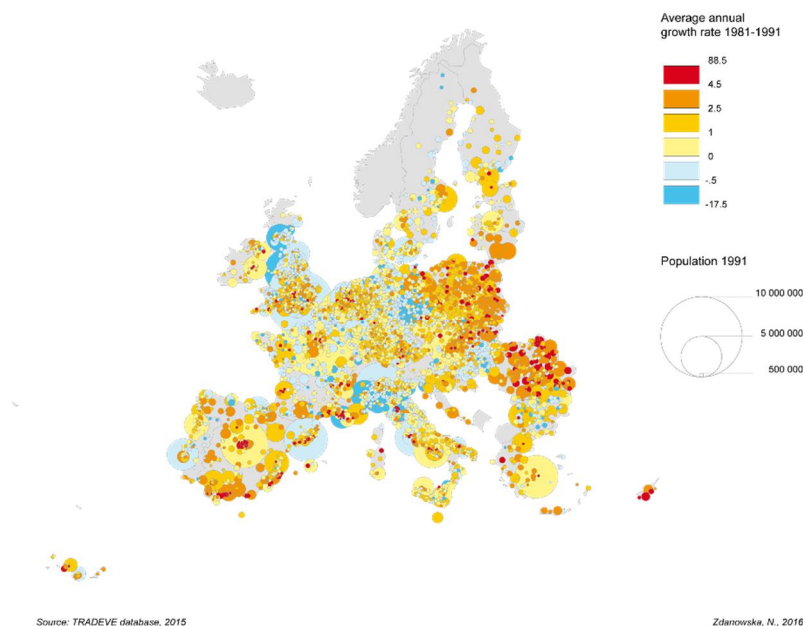 Average annual
growth rate 1981-1991
88.5
4.5
2.5
1
0
-.5
-17.5
Population 1991
10 000 000
5 000 000
500 000
Source: TRADEVE database, 2015
Zdanowska, N., 2016